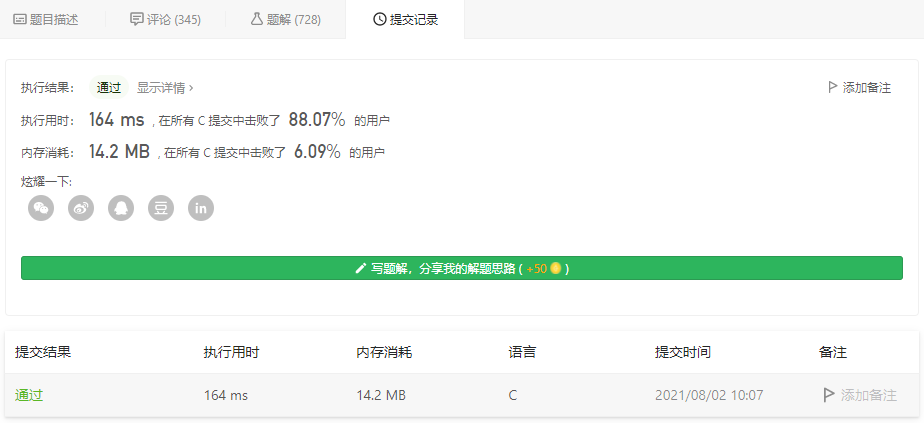 题目描述 评论 (345) 题解 (728) 提交记录
执行结果： 通过 显示详情 › 添加备注
执行用时： 164 ms , 在所有 C 提交中击败了 88.07% 的用户
内存消耗： 14.2 MB , 在所有 C 提交中击败了 6.09% 的用户
炫耀一下:
豆 in
写题解，分享我的解题思路 ( +50 )
提交结果 执行用时 内存消耗 语言 提交时间 备注
通过 164 ms 14.2 MB C 2021/08/02 10:07 添加备注